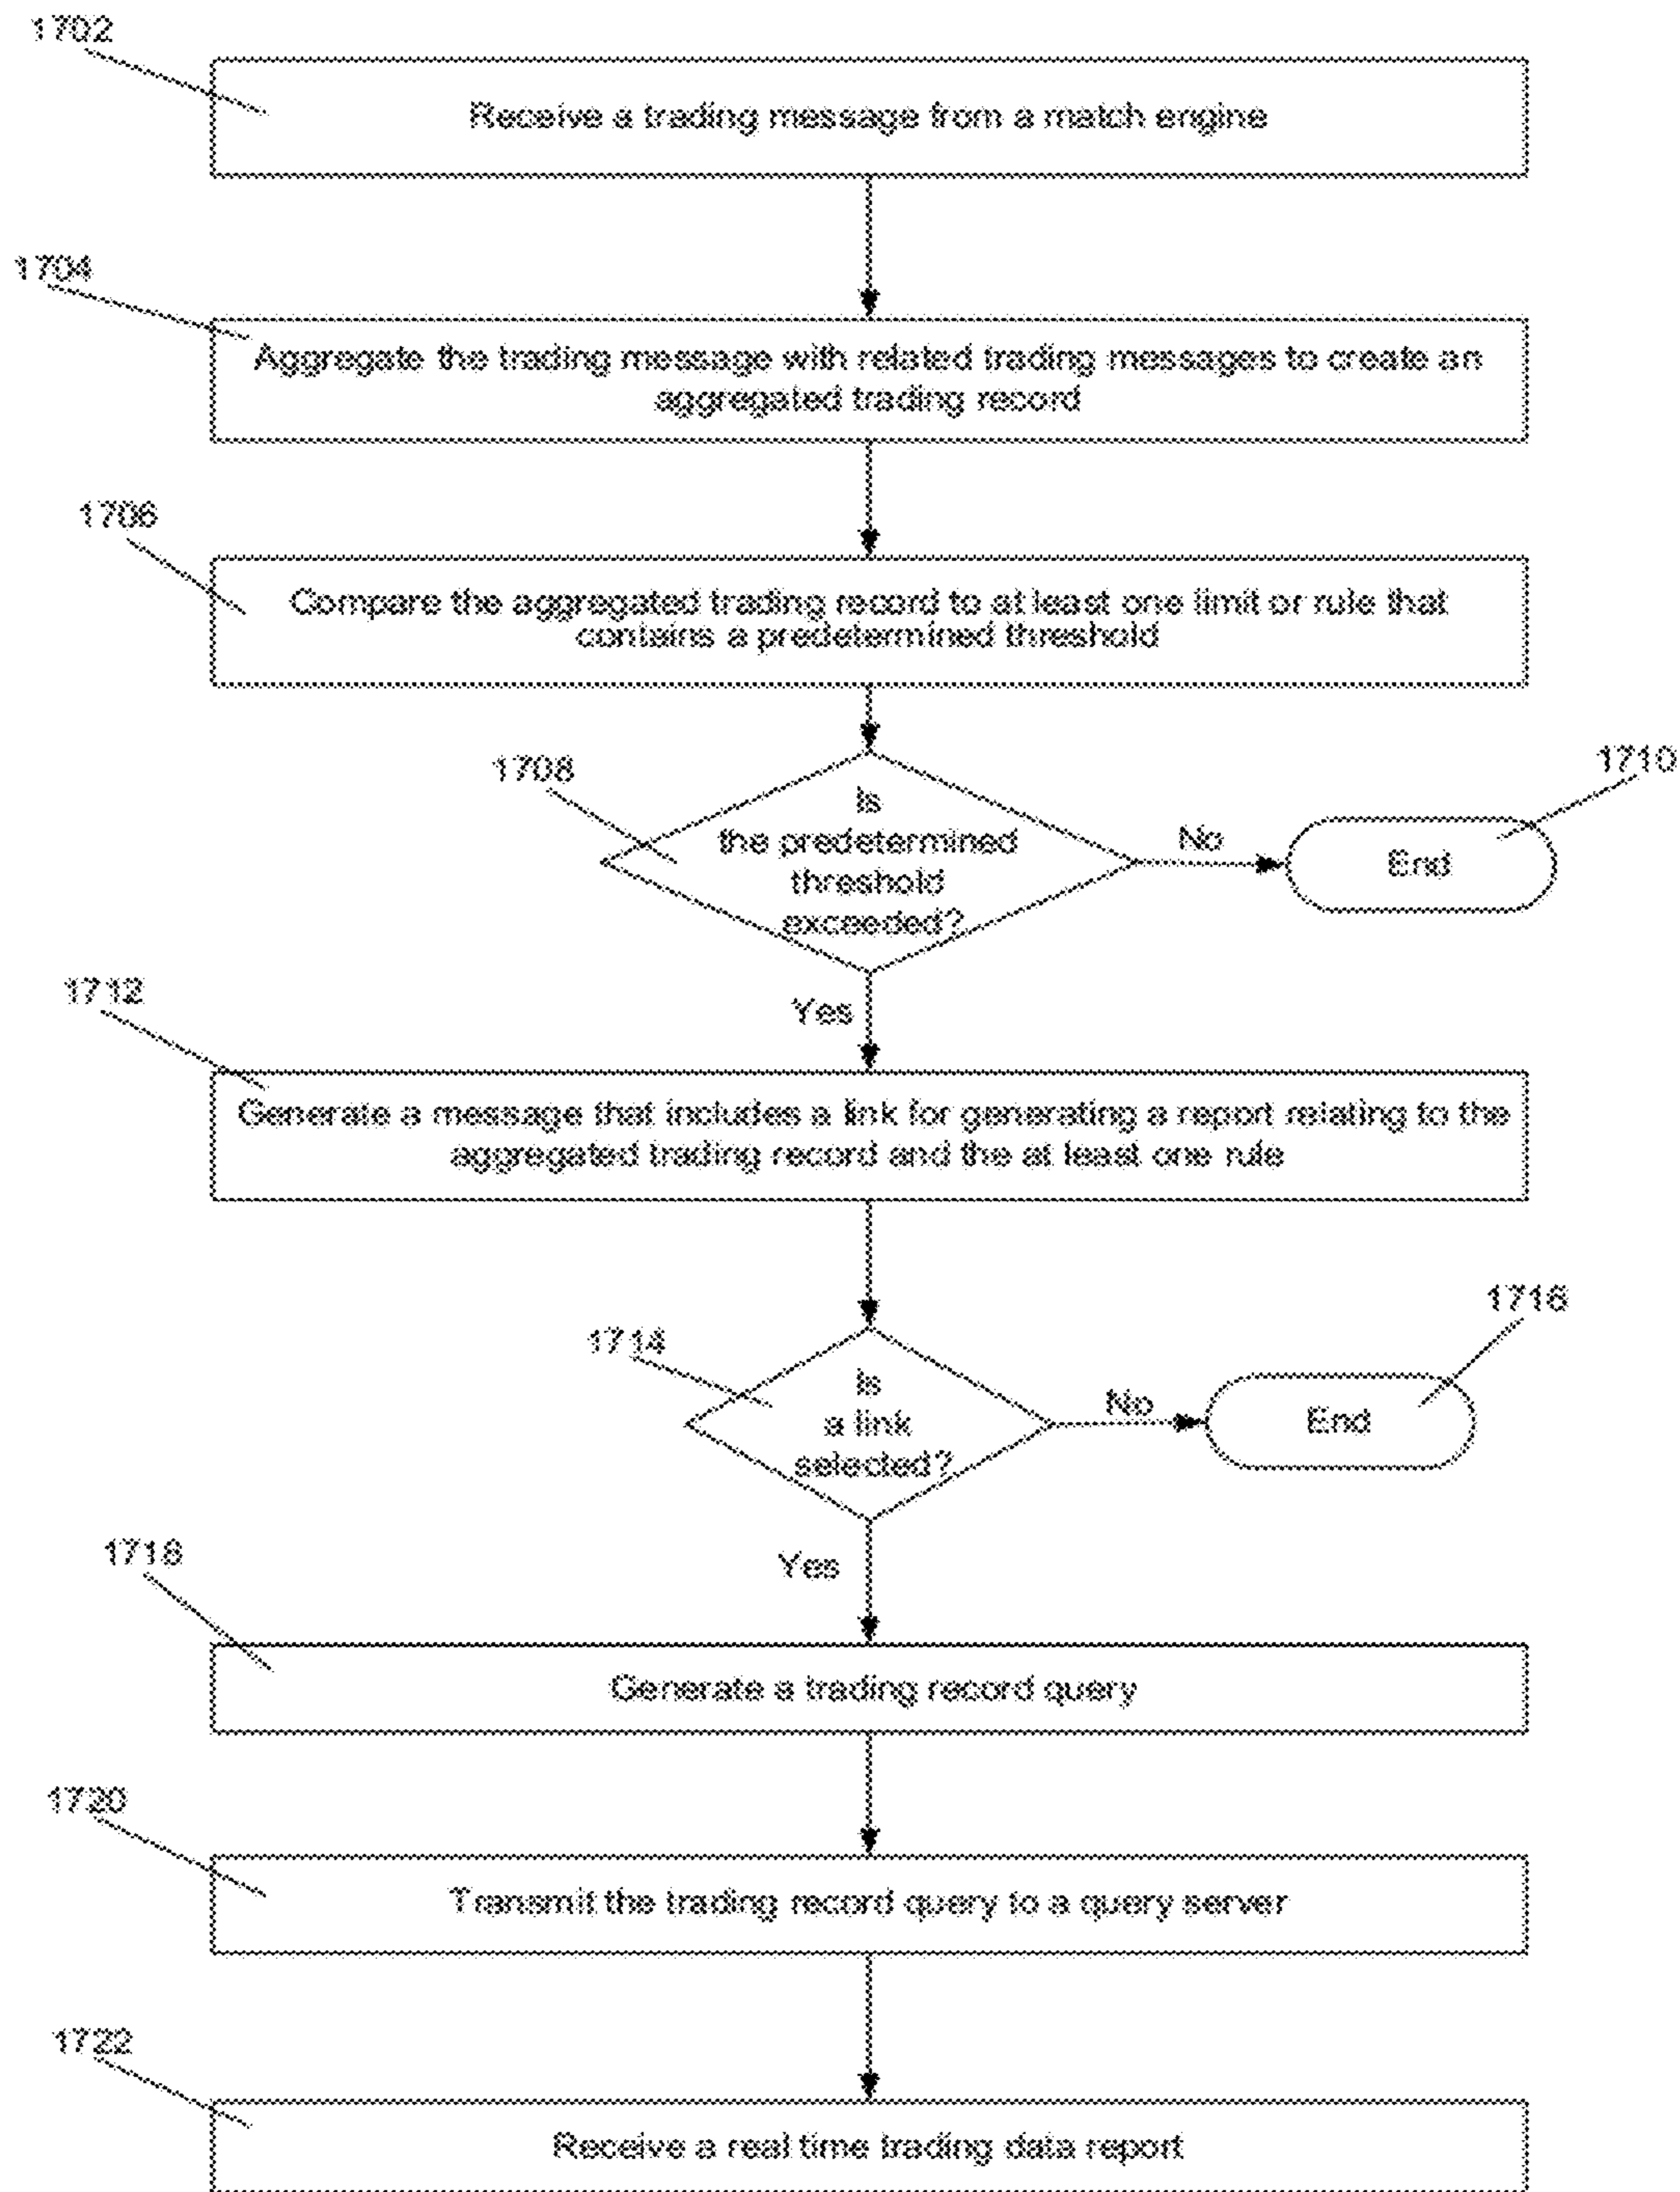 1702
Receive a trading message from a match engine
1704
Aggregate the trading message with related trading messages to create an
aggregated trading record
1706
Compare the aggregated trading record to at least one limit or rule that
contains a predetermined threshold
1708
Is
the predetermined
threshold
exceeded?
No
1710
End
Yes
1712
Generate a message that includes a link for generating a report relating to the
aggregated trading record and the at least one rule
1714
Is
a link
selected?
No
1716
End
Yes
1718
Generate a trading record query
1720
Transmit the trading record query to a query server
1722
Receive a real time trading data report